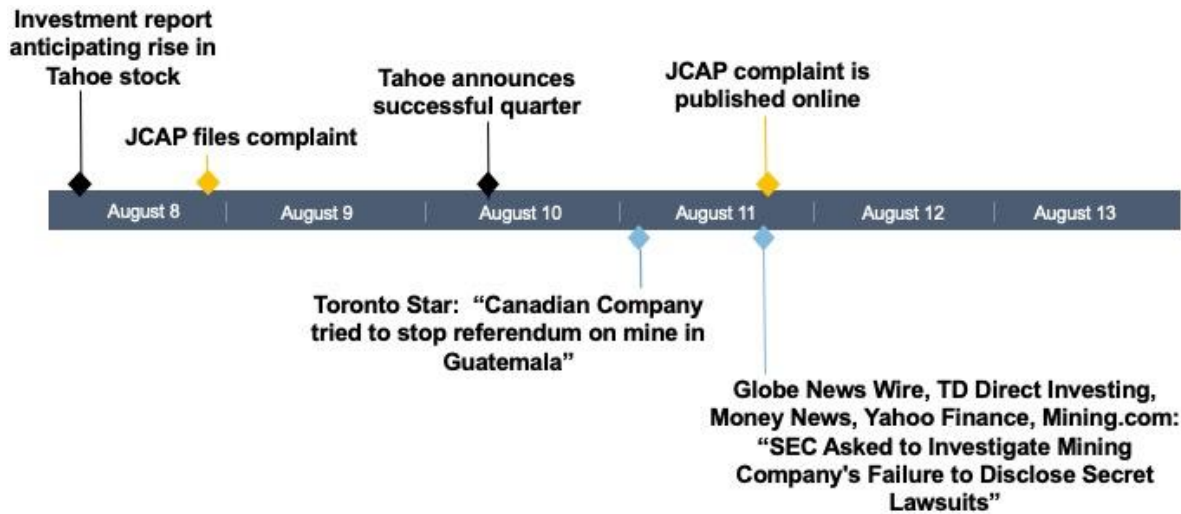 Investment report
anticipating rise in
Tahoe stock
JCAP files complaint
Tahoe announces
successful quarter
JCAP complaint is
published online
August 8
August 9
August 10
August 11
August 12
August 13
Toronto Star:  “Canadian Company
tried to stop referendum on mine in
Guatemala”
Globe News Wire, TD Direct Investing,
Money News, Yahoo Finance, Mining.com:
“SEC Asked to Investigate Mining
Company's Failure to Disclose Secret
Lawsuits”